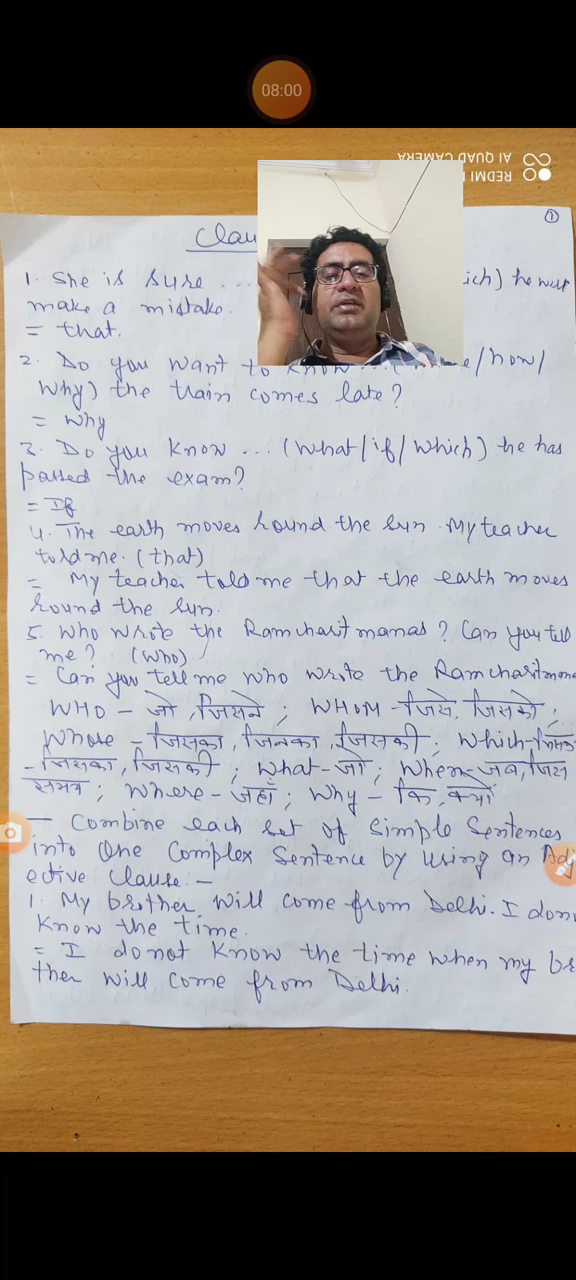 08:00
REDMI
AI QUAD CAMERA
1
Clau
1. She is sure ... ich) he will
make a mistake.
= that.
2. Do you want to know ... e/how/
why) the train comes late?
= why
3. Do you know ... (what/if/which) he has
passed the exam?
= If
4. The earth moves round the sun. My teacher
told me. (that)
= My teacher told me that the earth moves
round the sun.
5. Who wrote the Ramcharitmanas? Can you tell
me? (who)
= Can you tell me who wrote the Ramcharitmana
WHO - जो, जिसने ; WHOM - जिसे, जिसको ;
Whose - जिसका, जिनका, जिसकी ; Which -
- जिसका, जिसकी ; What - जो ; When - जब, जिस
समय ; Where - जहाँ ; Why - कि, क्यों
- Combine each set of Simple Sentences
into One Complex Sentence by using an Adj
ective Clause. -
1. My brother will come from Delhi. I don
know the time.
= I do not know the time when my br
ther will come from Delhi.